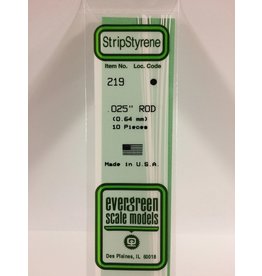 StripStyrene
Item No. Loc. Code
219
.025" ROD
(0.64 mm)
10 Pieces
Made in U.S.A.
evergreen
scale models
Des Plaines, IL 60018